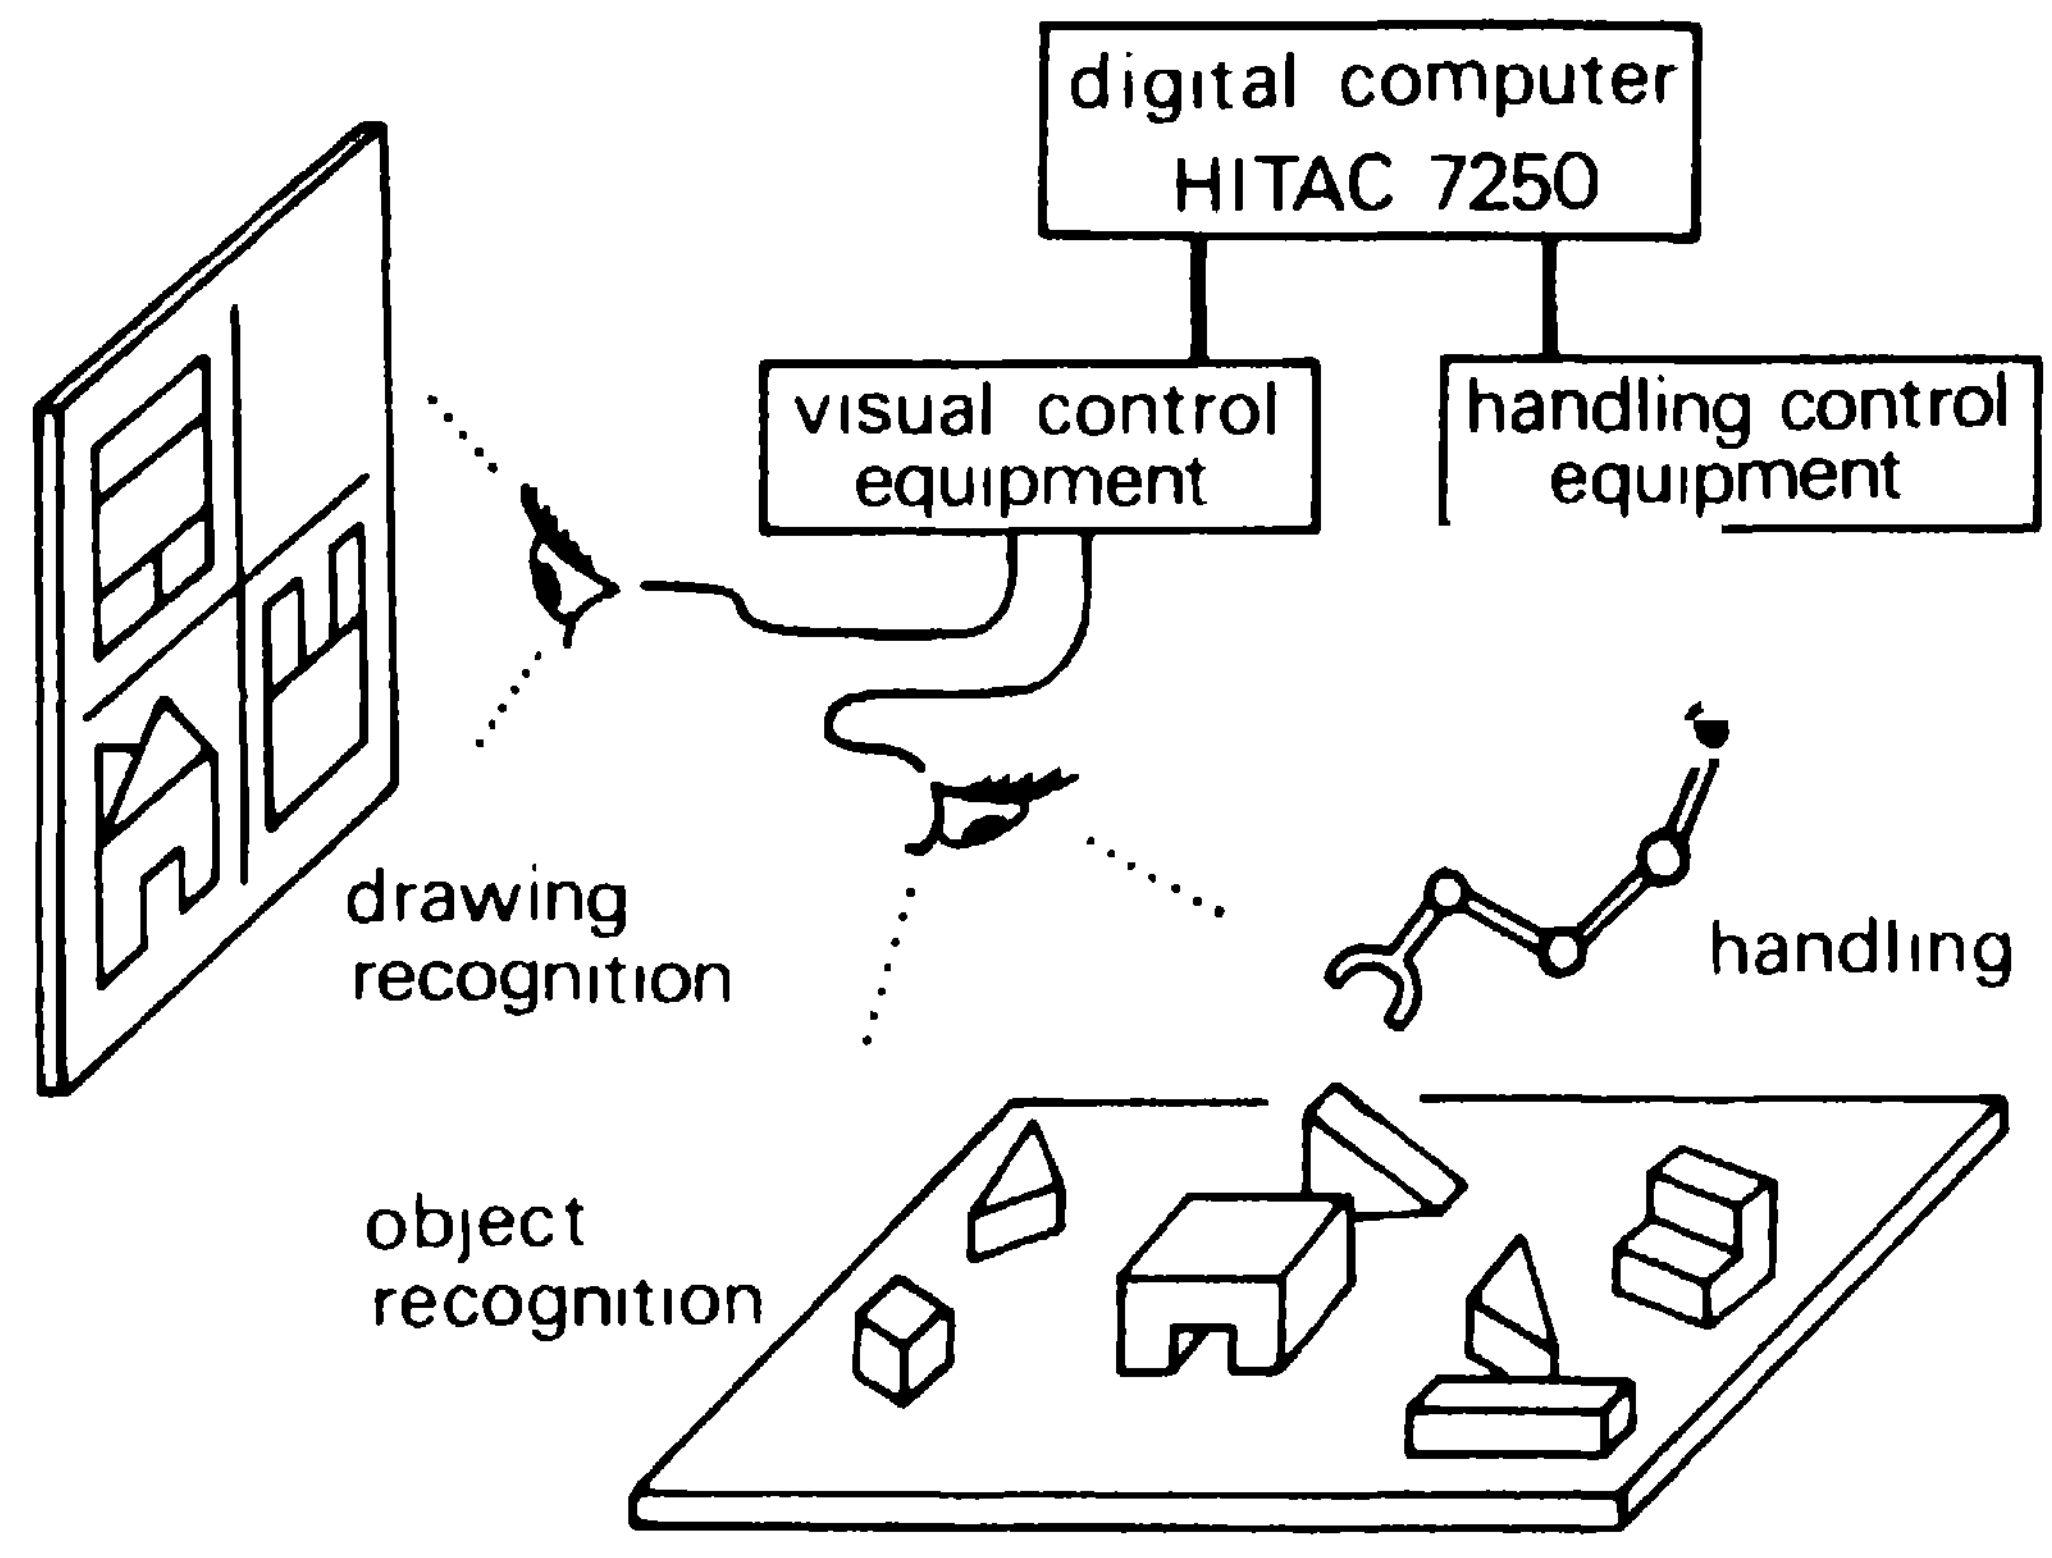 digital computer
HITAC 7250
visual control
equipment
handling control
equipment
drawing
recognition
handling
object
recognition